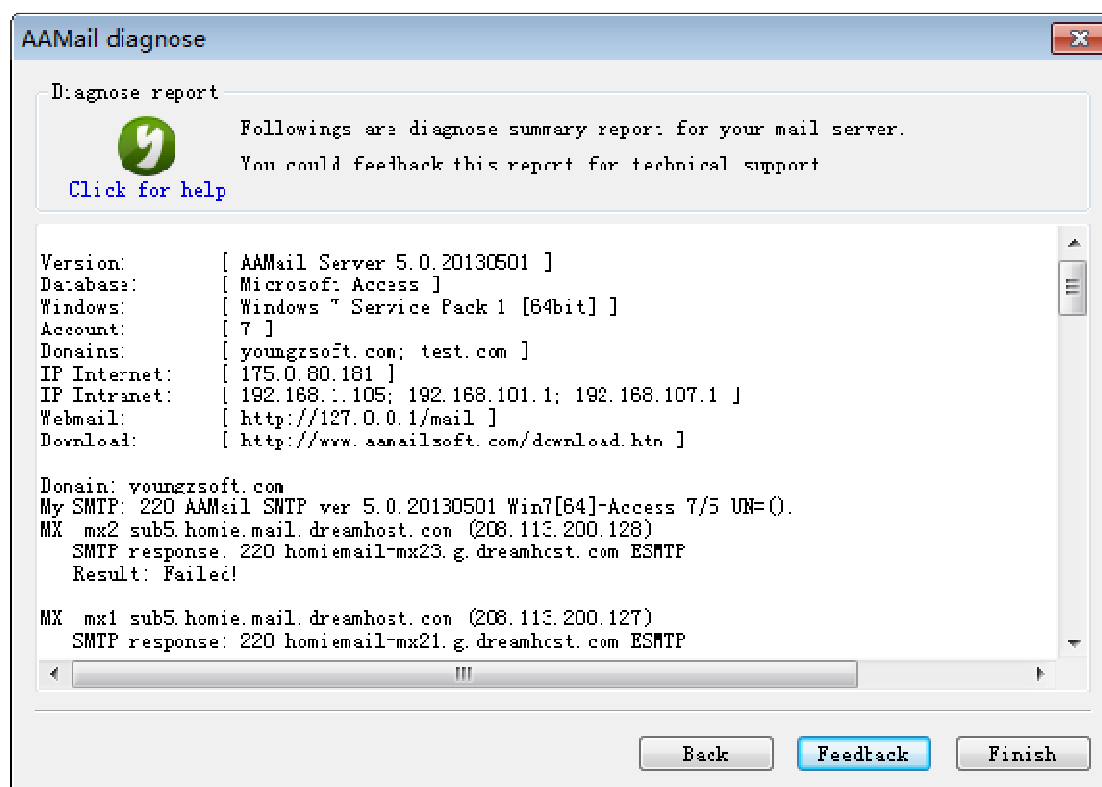 AAMail diagnose
Diagnose report
Followings are diagnose summary report for your mail server.
You could feedback this report for technical support
Click for help
Version: [ AAMail Server 5.0.20130501 ]
Database: [ Microsoft Access ]
Windows: [ Windows 7 Service Pack 1 [64bit] ]
Account: [ 7 ]
Domains: [ youngzsoft.com; test.com ]
IP Internet: [ 175.0.80.181 ]
IP Intranet: [ 192.168.1.105; 192.168.101.1; 192.168.107.1 ]
Webmail: [ http://127.0.0.1/mail ]
Download: [ http://www.aamailsoft.com/download.htm ]
Domain: youngzsoft.com
My SMTP: 220 AAMail SMTP ver 5.0.20130501 Win7[64]-Access 7/5 UN=().
MX mx2.sub5.homie.mail.dreamhost.com (208.113.200.128)
SMTP response: 220 homiemail-mx23.g.dreamhost.com ESMTP
Result: Failed!
MX mx1.sub5.homie.mail.dreamhost.com (208.113.200.127)
SMTP response: 220 homiemail-mx21.g.dreamhost.com ESMTP
Back Feedback Finish